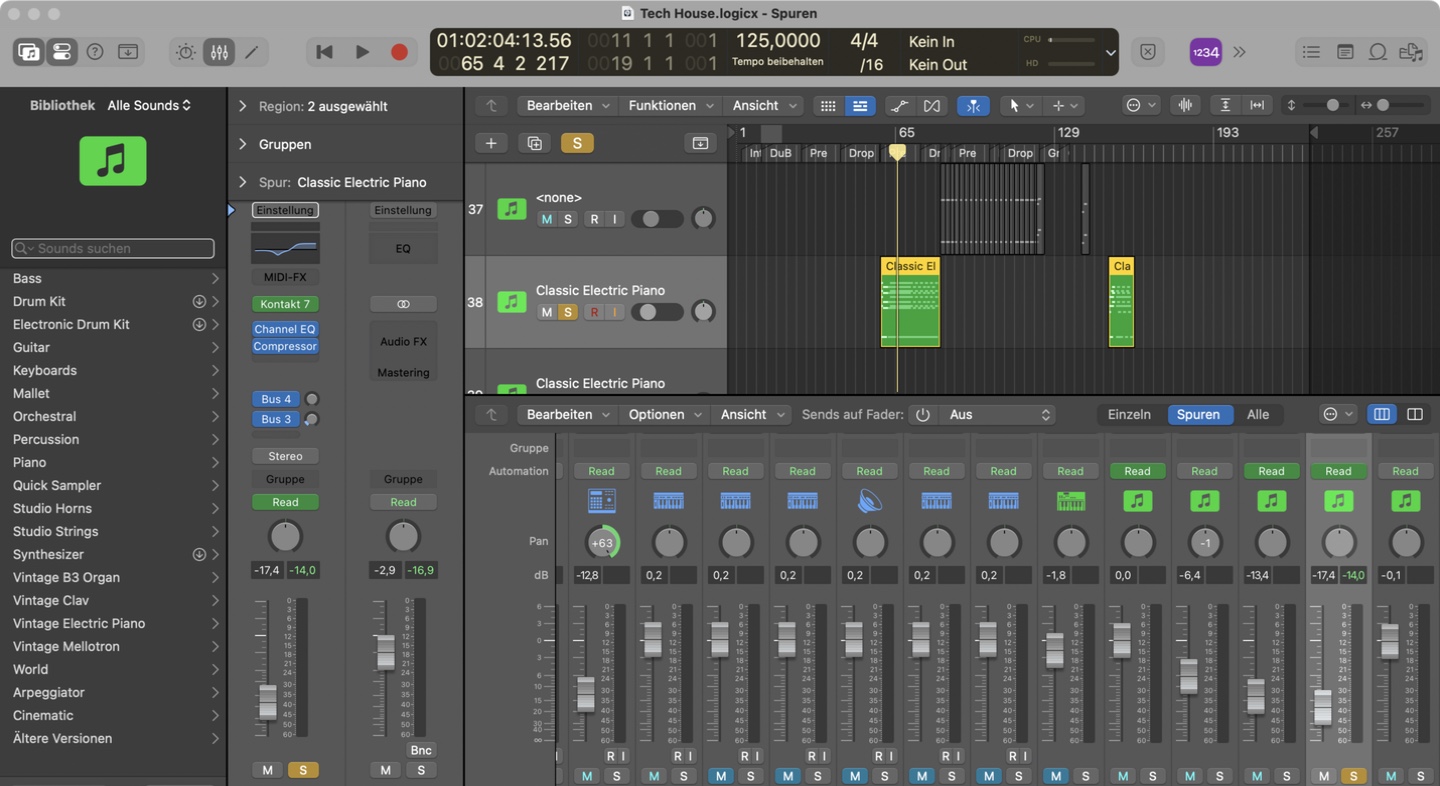 Tech House.logicx - Spuren
01:02:04:13.56 0011 1 1 001 125,0000 4/4 Kein In CPU
0065 4 2 217 0019 1 1 001 Tempo beibehalten /16 Kein Out HD
1234
Bibliothek Alle Sounds
Sounds suchen
Bass
Drum Kit
Electronic Drum Kit
Guitar
Keyboards
Mallet
Orchestral
Percussion
Piano
Quick Sampler
Studio Horns
Studio Strings
Synthesizer
Vintage B3 Organ
Vintage Clav
Vintage Electric Piano
Vintage Mellotron
World
Arpeggiator
Cinematic
Ältere Versionen
Region: 2 ausgewählt
Gruppen
Spur: Classic Electric Piano
Einstellung Einstellung
EQ
MIDI-FX
Kontakt 7
Channel EQ
Compressor
Audio FX
Mastering
Bus 4
Bus 3
Stereo
Gruppe Gruppe
Read Read
-17,4 -14,0 -2,9 -16,9
Bnc
M S M S
Bearbeiten Funktionen Ansicht
S
1 65 129 193 257
Int DuB Pre Drop Dr Pre Drop Gr
37 <none>
M S R I
38 Classic Electric Piano
M S R I
Classic El Cla
Classic Electric Piano
Bearbeiten Optionen Ansicht Sends auf Fader: Aus Einzeln Spuren Alle
Gruppe
Automation Read Read Read Read Read Read Read Read Read Read Read Read Read
Pan +63 -1
dB -12,8 0,2 0,2 0,2 0,2 0,2 0,2 -1,8 0,0 -6,4 -13,4 -17,4 -14,0 -0,1
R I R I R I R I R I R I R I
M S M S M S M S M S M S M S M S M S M S M S M S M S